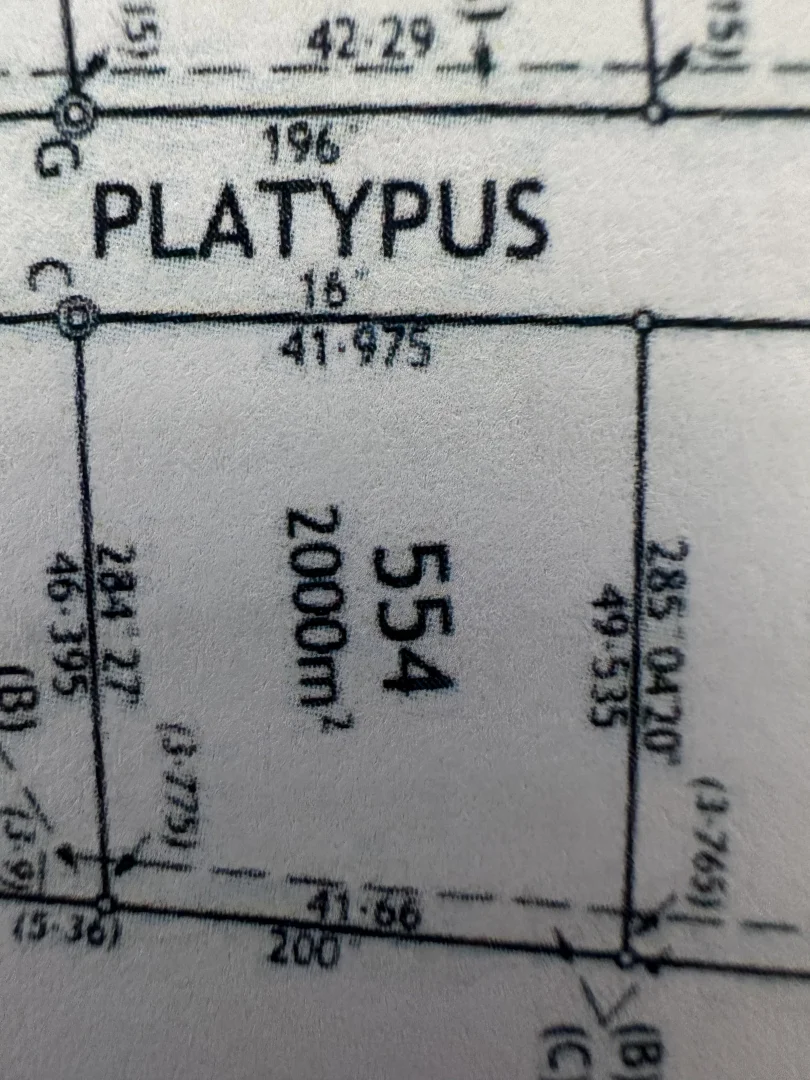 (5)
42·29
196°
PLATYPUS
G
C
16°
41·975
554
2000m²
284° 27'
46·395
285° 04'20"
49·535
(B)
(3·775)
(3·765)
(3·9)
41·66
200°
(5·36)
(C)
(B)